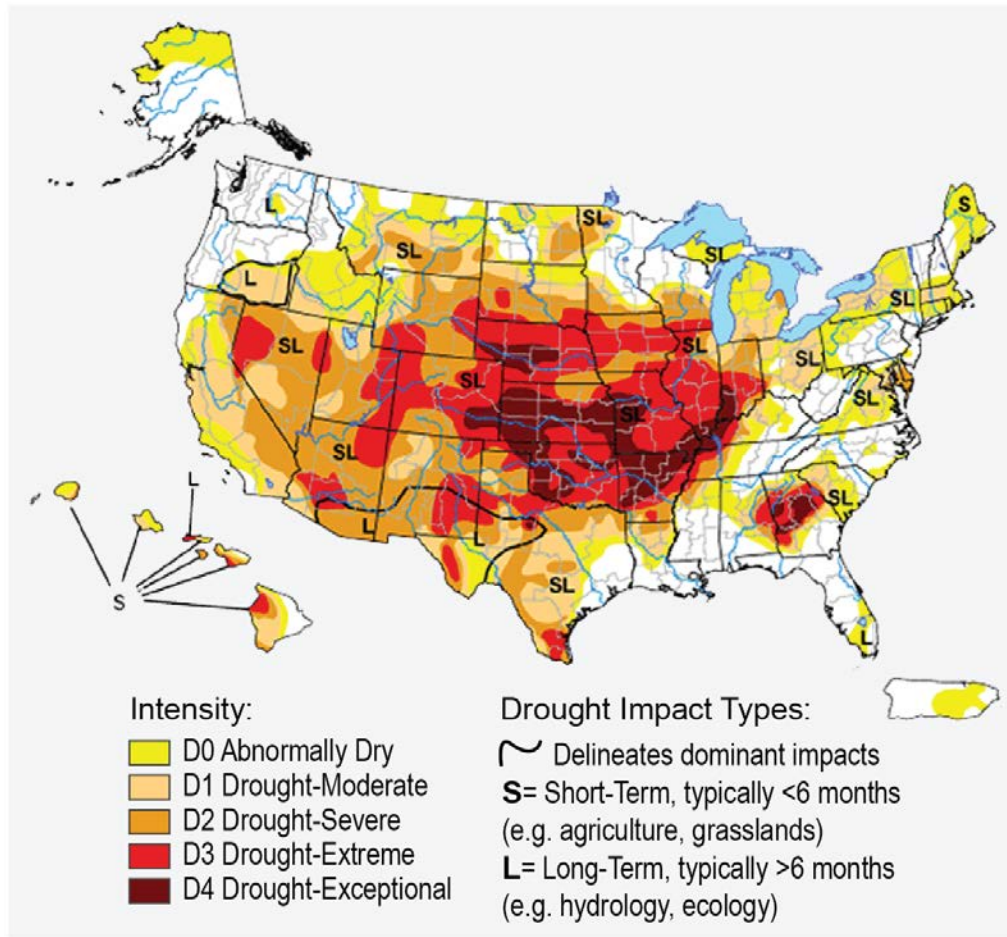 L
SL
SL
SL
S
L
SL
SL
SL
SL
SL
SL
SL
SL
L
L
SL
L
SL
L
S
Intensity:
D0 Abnormally Dry
D1 Drought-Moderate
D2 Drought-Severe
D3 Drought-Extreme
D4 Drought-Exceptional
Drought Impact Types:
Delineates dominant impacts
S= Short-Term, typically <6 months
(e.g. agriculture, grasslands)
L= Long-Term, typically >6 months
(e.g. hydrology, ecology)